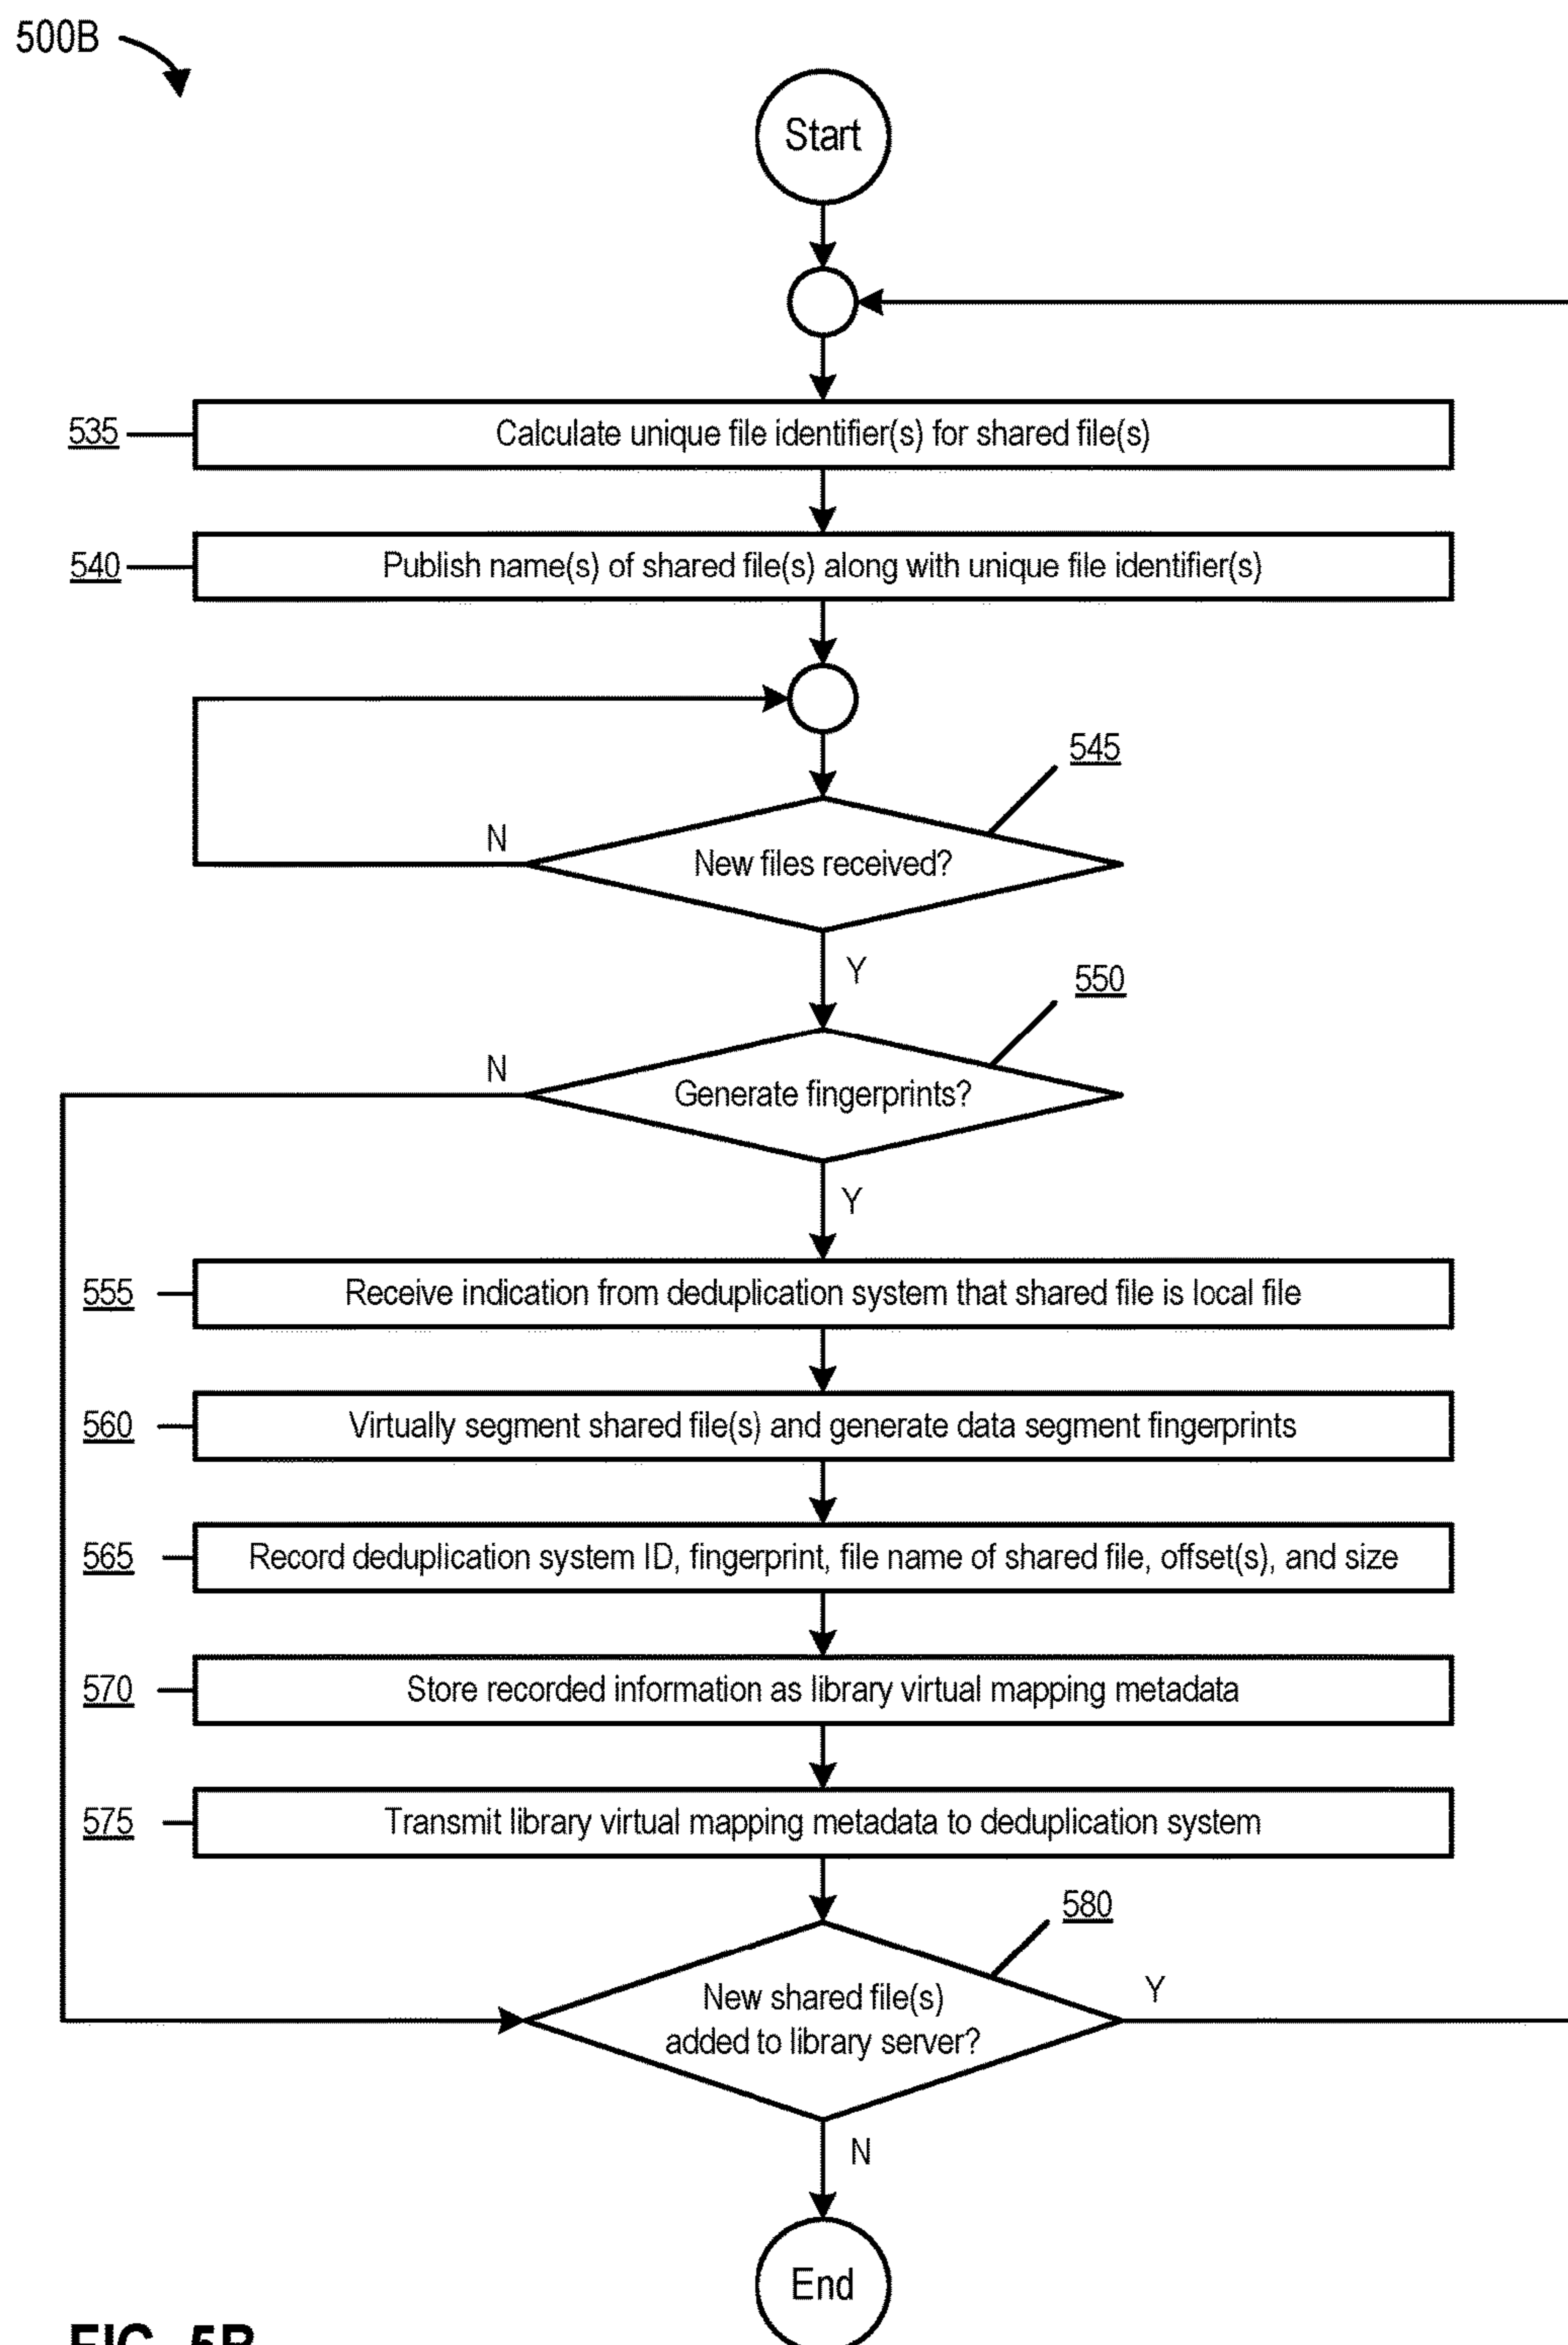 500B
Start
535
Calculate unique file identifier(s) for shared file(s)
540
Publish name(s) of shared file(s) along with unique file identifier(s)
545
N
New files received?
Y
550
N
Generate fingerprints?
Y
555
Receive indication from deduplication system that shared file is local file
560
Virtually segment shared file(s) and generate data segment fingerprints
565
Record deduplication system ID, fingerprint, file name of shared file, offset(s), and size
570
Store recorded information as library virtual mapping metadata
575
Transmit library virtual mapping metadata to deduplication system
580
New shared file(s)
added to library server?
Y
N
End
FIG. 5B